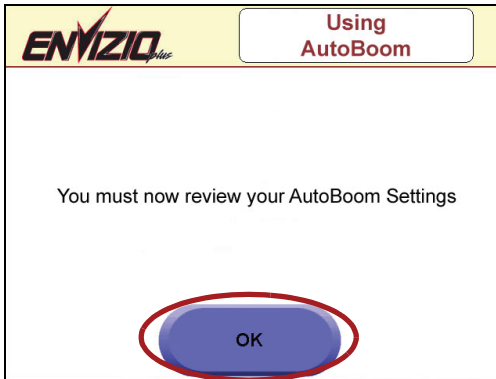 ENVIZIO plus
Using
AutoBoom
You must now review your AutoBoom Settings
OK